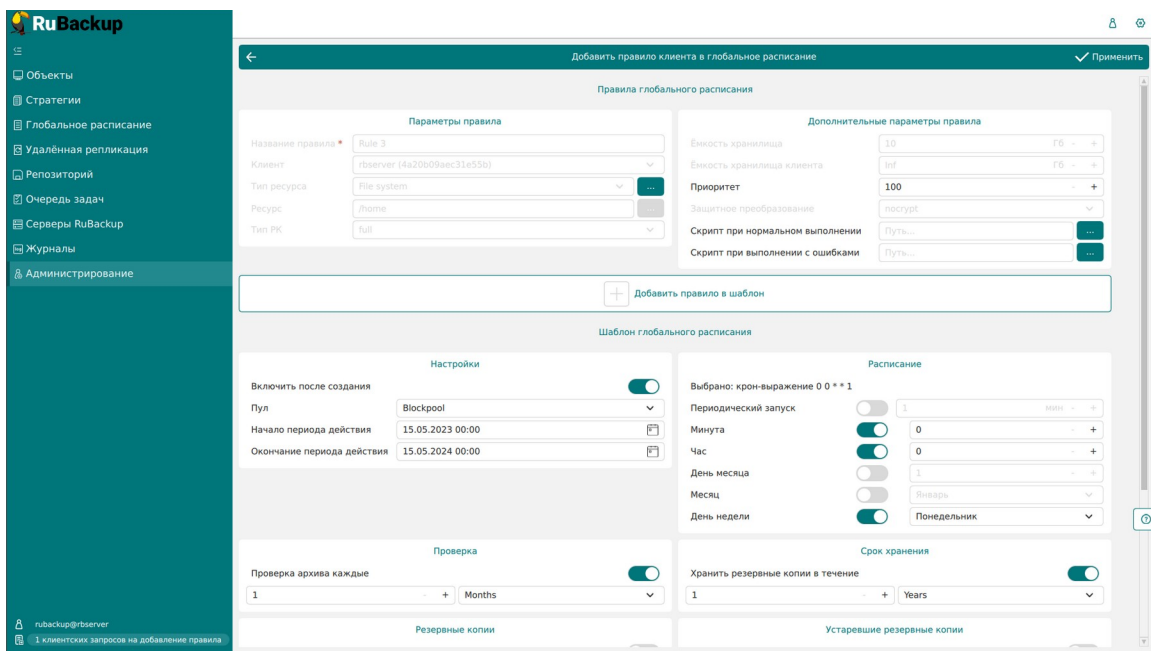 RuBackup
Объекты
Стратегии
Глобальное расписание
Удалённая репликация
Репозиторий
Очередь задач
Серверы RuBackup
Журналы
Администрирование
rubackup@rbserver
1 клиентских запросов на добавление правила
Добавить правило клиента в глобальное расписание
Применить
Правила глобального расписания
Параметры правила
Название правила * Rule 3
Клиент rbserver (4a20b09aec31e55b)
Тип ресурса File system ...
Ресурс /home ...
Тип РК full
Дополнительные параметры правила
Ёмкость хранилища 10 Гб - +
Ёмкость хранилища клиента Inf Гб - +
Приоритет 100 - +
Защитное преобразование nocrypt
Скрипт при нормальном выполнении Путь... ...
Скрипт при выполнении с ошибками Путь... ...
Добавить правило в шаблон
Шаблон глобального расписания
Настройки
Включить после создания
Пул Blockpool
Начало периода действия 15.05.2023 00:00
Окончание периода действия 15.05.2024 00:00
Расписание
Выбрано: крон-выражение 0 0 * * 1
Периодический запуск 1 мин - +
Минута 0 - +
Час 0 - +
День месяца 1 - +
Месяц Январь
День недели Понедельник
Проверка
Проверка архива каждые
1 - + Months
Срок хранения
Хранить резервные копии в течение
1 - + Years
Резервные копии
Устаревшие резервные копии